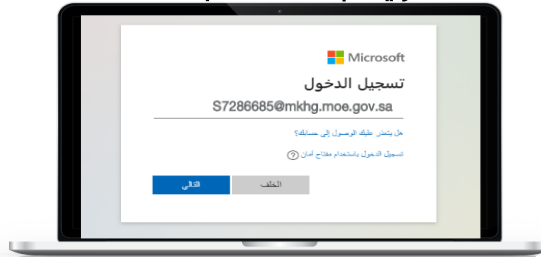 Microsoft
تسجيل الدخول
S7286685@mkhg.moe.gov.sa
هل يتعذر عليك الوصول إلى حسابك؟
تسجيل الدخول باستخدام مفتاح أمان
الخلف
التالي